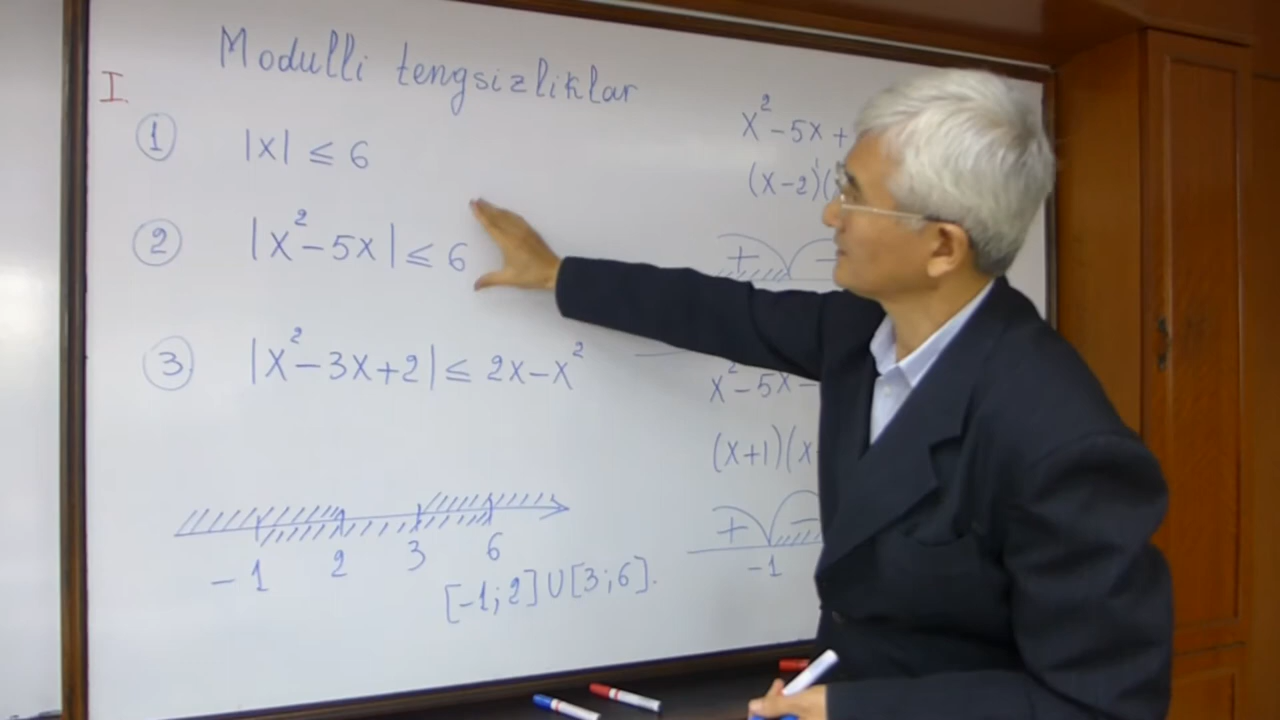 Modulli tengsizliklar
I.
① |x| ≤ 6
② |x² - 5x| ≤ 6
③ |x² - 3x + 2| ≤ 2x - x²
-1 2 3 6
[-1; 2] U [3; 6].
x² - 5x +
(x - 2)(
+ -
x² - 5x -
(x + 1)(x
+ -
-1